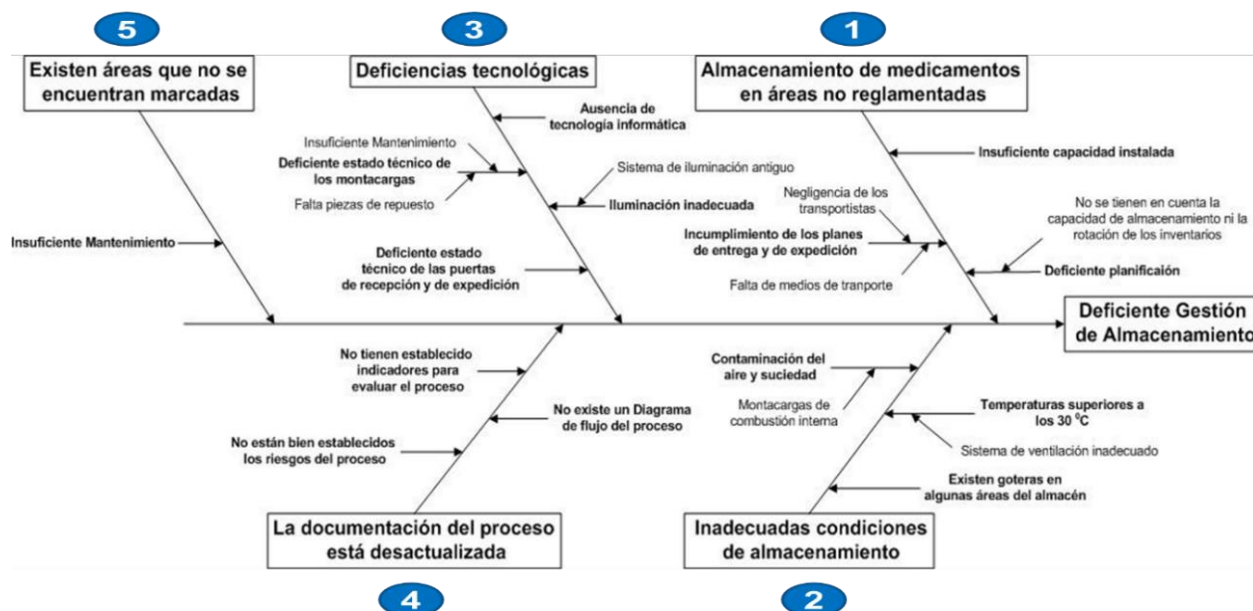 5
3
1
Existen áreas que no se
encuentran marcadas
Deficiencias tecnológicas
Almacenamiento de medicamentos
en áreas no reglamentadas
Ausencia de
tecnología informática
Insuficiente Mantenimiento
Deficiente estado técnico de
los montacargas
Falta piezas de repuesto
Sistema de iluminación antiguo
Iluminación inadecuada
Deficiente estado
técnico de las puertas
de recepción y de expedición
Insuficiente Mantenimiento
Insuficiente capacidad instalada
Negligencia de los
transportistas
Incumplimiento de los planes
de entrega y de expedición
Falta de medios de tranporte
No se tienen en cuenta la
capacidad de almacenamiento ni la
rotación de los inventarios
Deficiente planificaión
Deficiente Gestión
de Almacenamiento
No tienen establecido
indicadores para
evaluar el proceso
No existe un Diagrama
de flujo del proceso
No están bien establecidos
los riesgos del proceso
Contaminación del
aire y suciedad
Montacargas de
combustión interna
Temperaturas superiores a
los 30 ºC
Sistema de ventilación inadecuado
Existen goteras en
algunas áreas del almacén
La documentación del proceso
está desactualizada
Inadecuadas condiciones
de almacenamiento
4
2